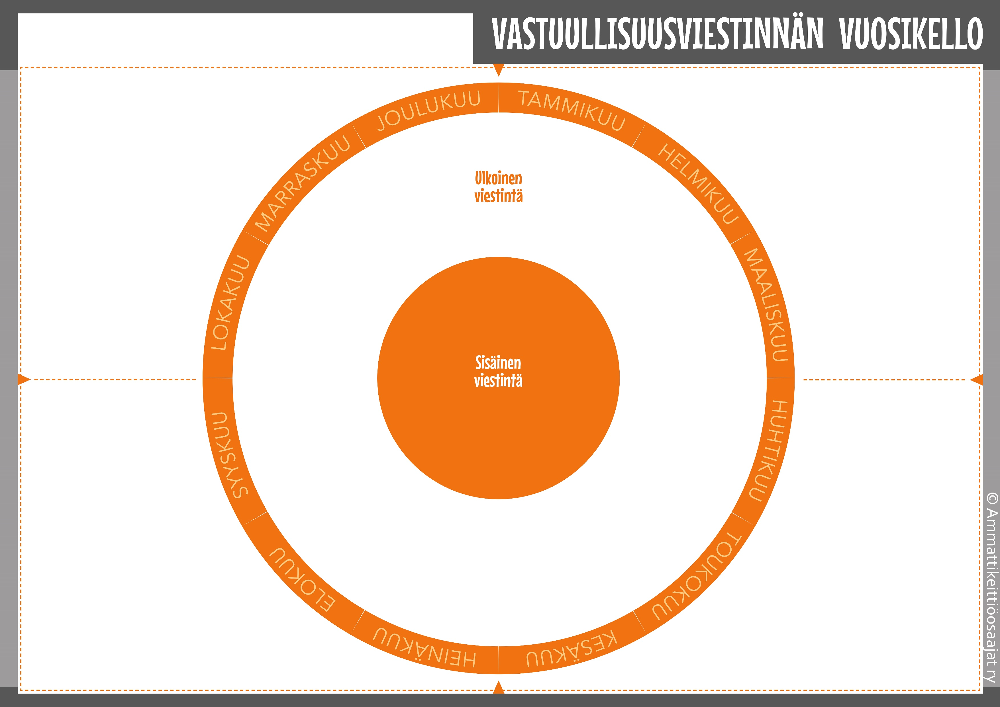 VASTUULLISUUSVIESTINNÄN VUOSIKELLO
TAMMIKUU
HELMIKUU
MAALISKUU
HUHTIKUU
TOUKOKUU
KESÄKUU
HEINÄKUU
ELOKUU
SYYSKUU
LOKAKUU
MARRASKUU
JOULUKUU
Ulkoinen
viestintä
Sisäinen
viestintä
© Ammattikeittiöosaajat ry